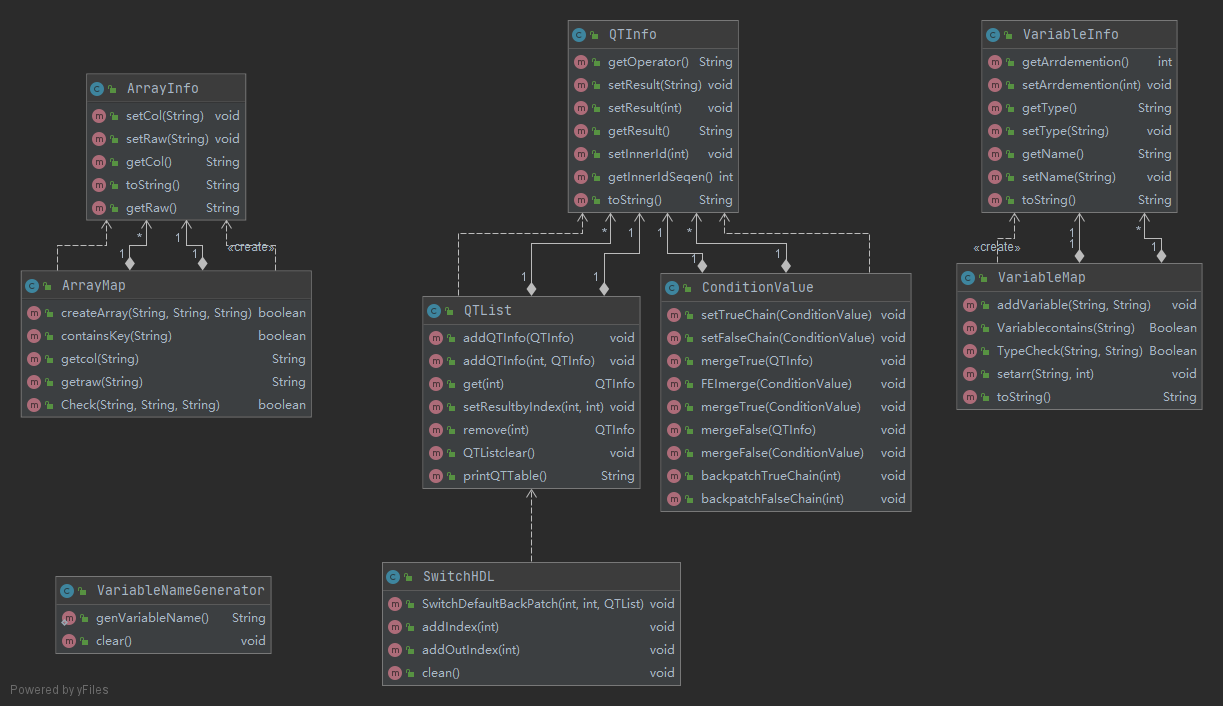 QTInfo
getOperator() String
setResult(String) void
setResult(int) void
getResult() String
setInnerId(int) void
getInnerIdSeqen() int
toString() String
VariableInfo
getArrdemention() int
setArrdemention(int) void
getType() String
setType(String) void
getName() String
setName(String) void
toString() String
ArrayInfo
setCol(String) void
setRaw(String) void
getCol() String
toString() String
getRaw() String
* 1 «create»
1 1
* 1 1 *
1 1 1 1
1 *
«create» 1 1
ArrayMap
createArray(String, String, String) boolean
containsKey(String) boolean
getcol(String) String
getraw(String) String
Check(String, String, String) boolean
QTList
addQTInfo(QTInfo) void
addQTInfo(int, QTInfo) void
get(int) QTInfo
setResultbyIndex(int, int) void
remove(int) QTInfo
QTListclear() void
printQTTable() String
ConditionValue
setTrueChain(ConditionValue) void
setFalseChain(ConditionValue) void
mergeTrue(QTInfo) void
FEImerge(ConditionValue) void
mergeTrue(ConditionValue) void
mergeFalse(QTInfo) void
mergeFalse(ConditionValue) void
backpatchTrueChain(int) void
backpatchFalseChain(int) void
VariableMap
addVariable(String, String) void
Variablecontains(String) Boolean
TypeCheck(String, String) Boolean
setarr(String, int) void
toString() String
VariableNameGenerator
genVariableName() String
clear() void
SwitchHDL
SwitchDefaultBackPatch(int, int, QTList) void
addIndex(int) void
addOutIndex(int) void
clean() void
Powered by yFiles